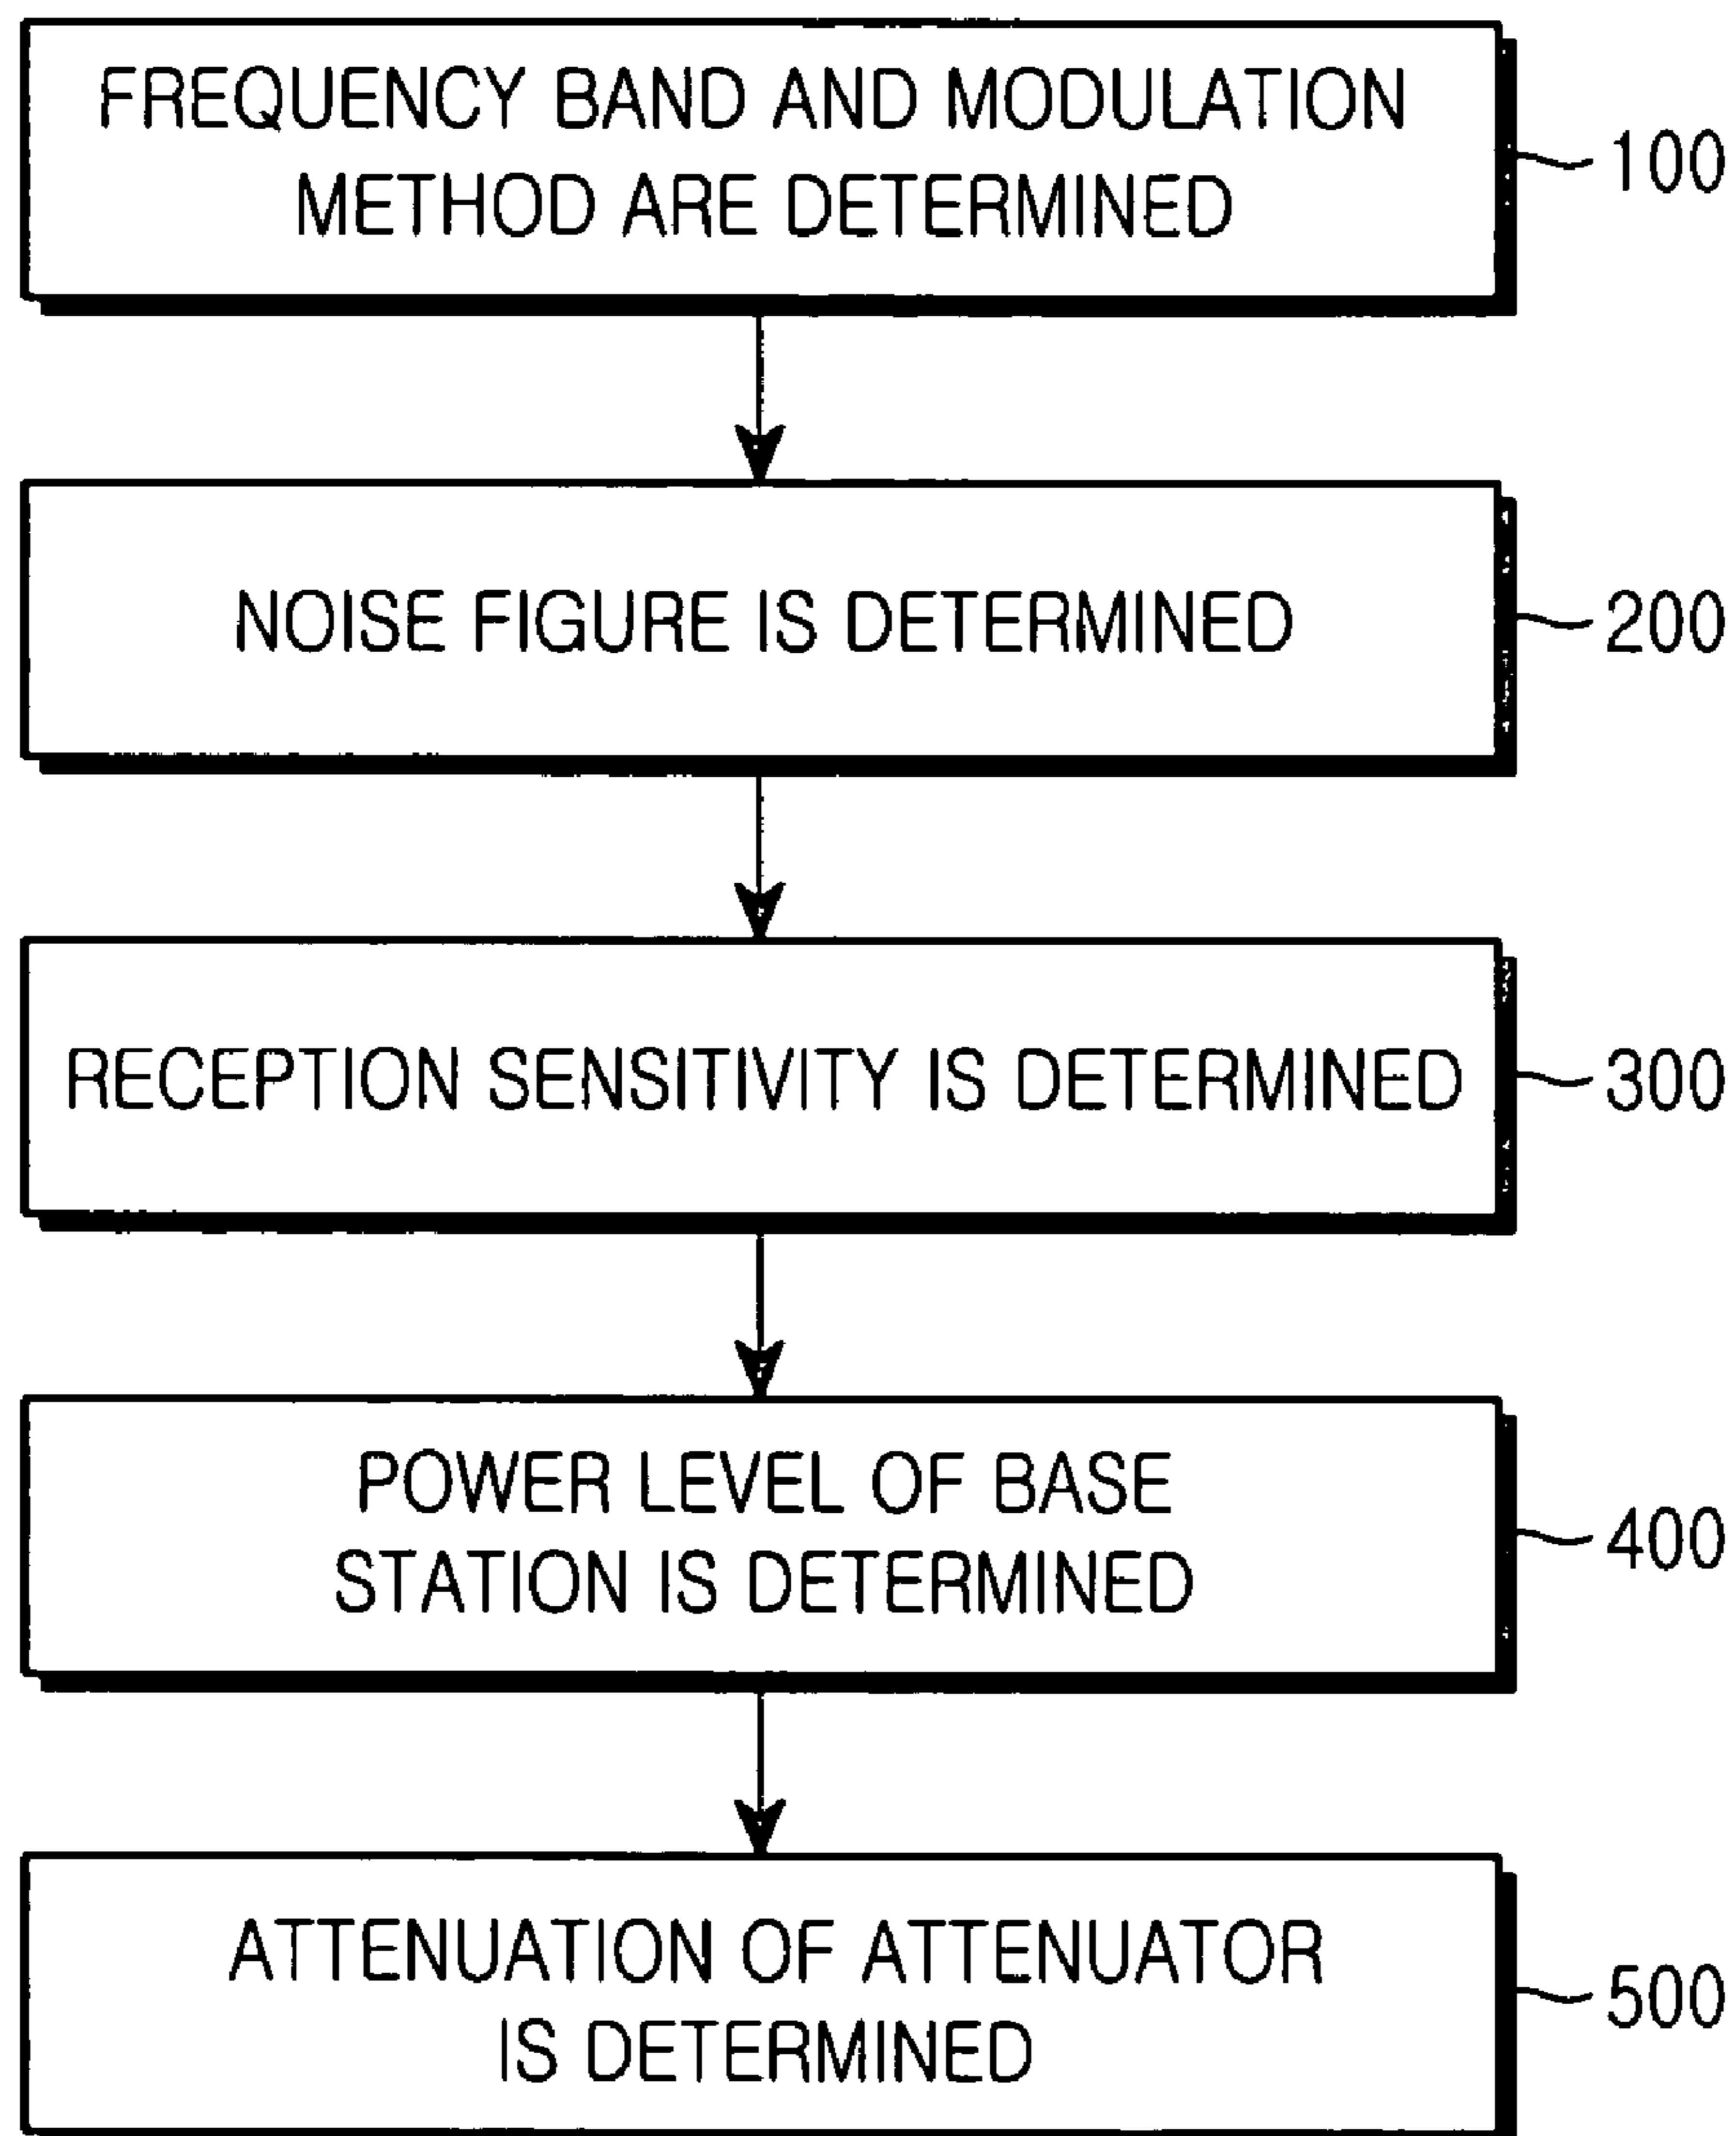 FREQUENCY BAND AND MODULATION
METHOD ARE DETERMINED
100
NOISE FIGURE IS DETERMINED
200
RECEPTION SENSITIVITY IS DETERMINED
300
POWER LEVEL OF BASE
STATION IS DETERMINED
400
ATTENUATION OF ATTENUATOR
IS DETERMINED
500